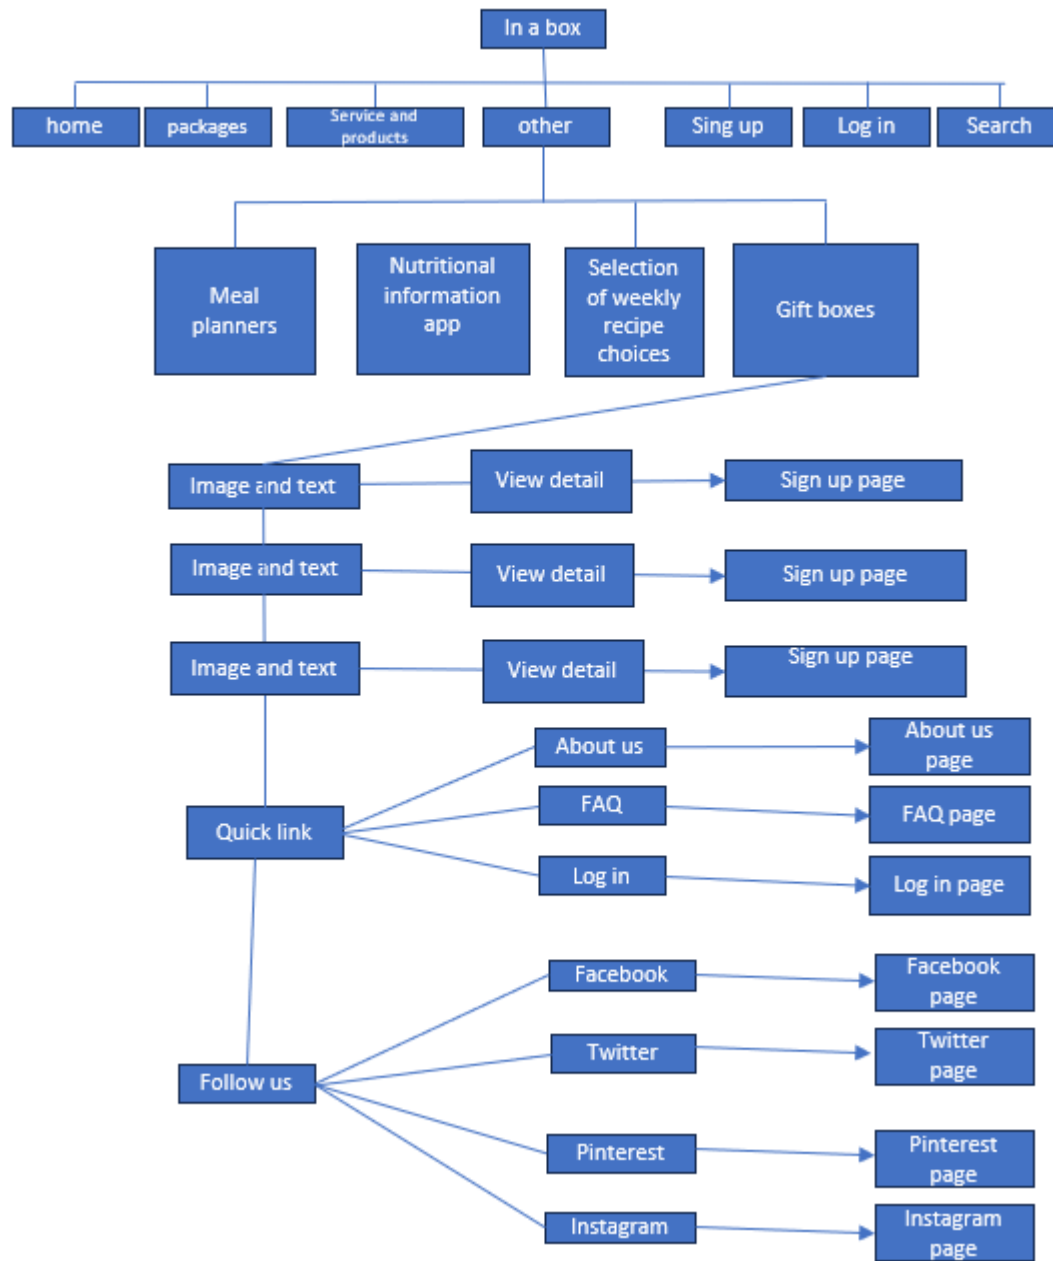 In a box
home
packages
Service and
products
other
Sing up
Log in
Search
Meal
planners
Nutritional
information
app
Selection
of weekly
recipe
choices
Gift boxes
Image and text
View detail
Sign up page
Image and text
View detail
Sign up page
Image and text
View detail
Sign up page
Quick link
About us
About us
page
FAQ
FAQ page
Log in
Log in page
Follow us
Facebook
Facebook
page
Twitter
Twitter
page
Pinterest
Pinterest
page
Instagram
Instagram
page